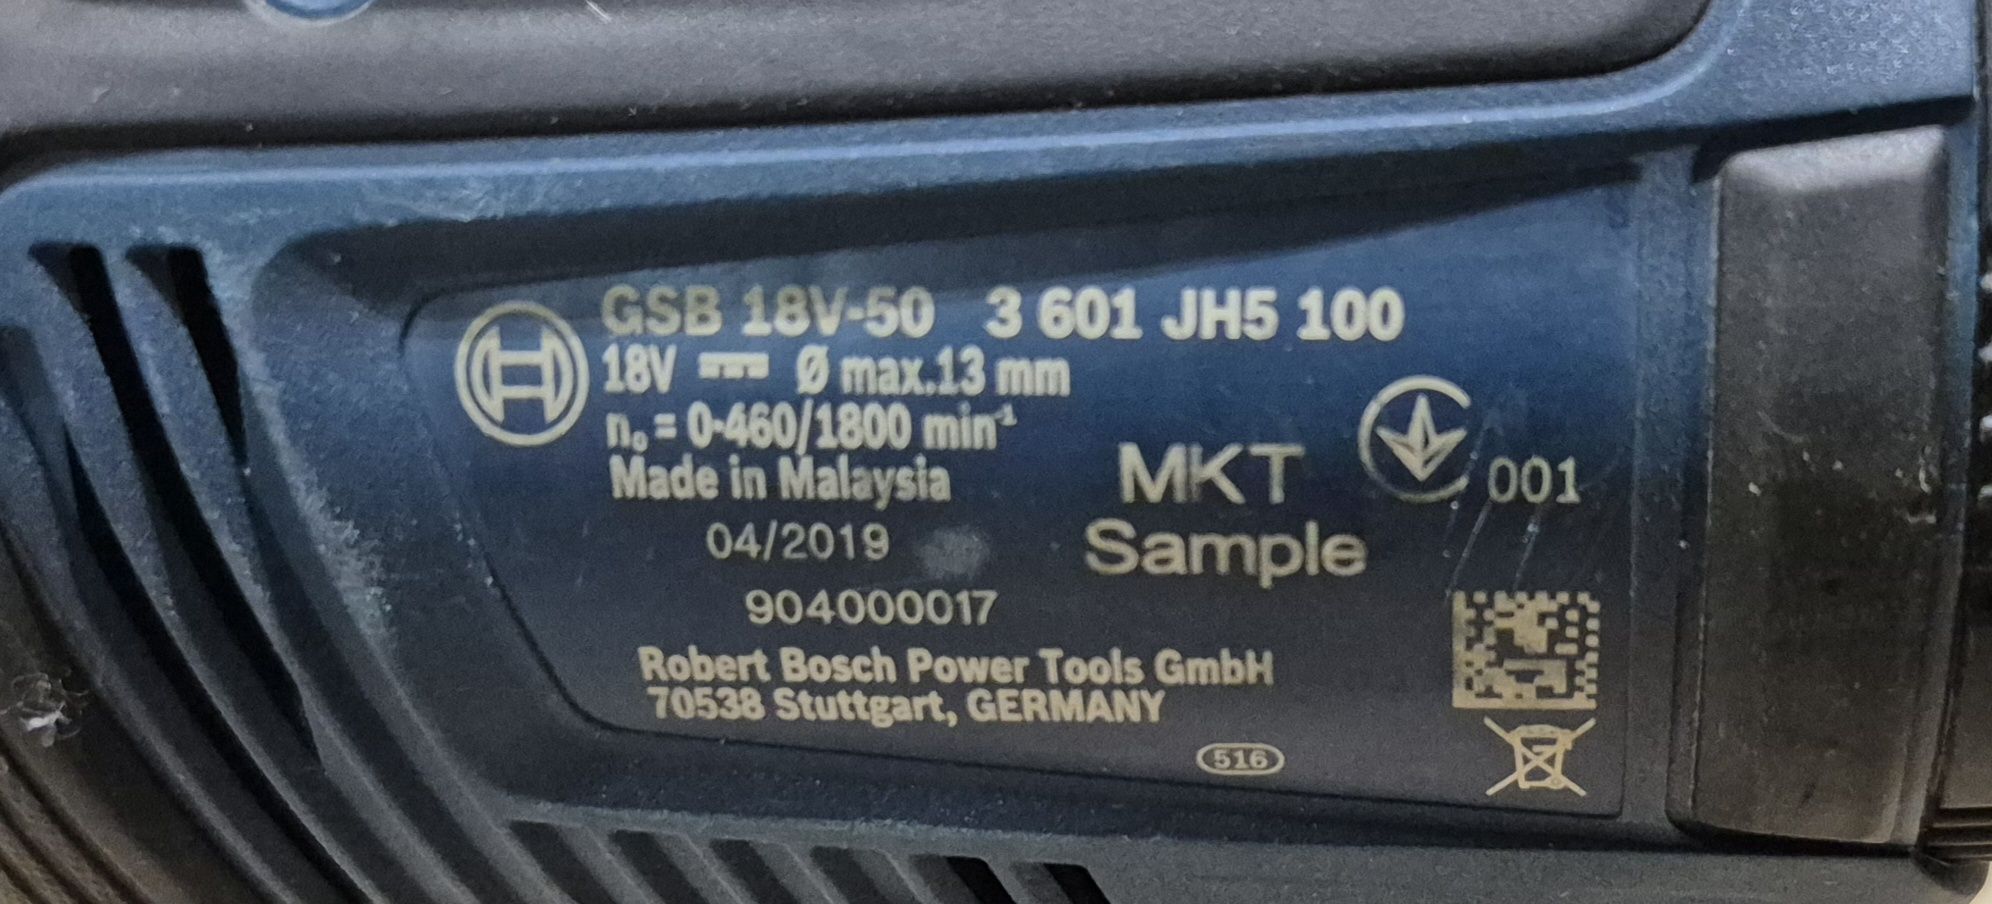 GSB 18V-50 3 601 JH5 100
18V ⎓ Ø max.13 mm
n₀ = 0-460/1800 min⁻¹
Made in Malaysia
MKT
Sample
001
04/2019
904000017
Robert Bosch Power Tools GmbH
70538 Stuttgart, GERMANY
516